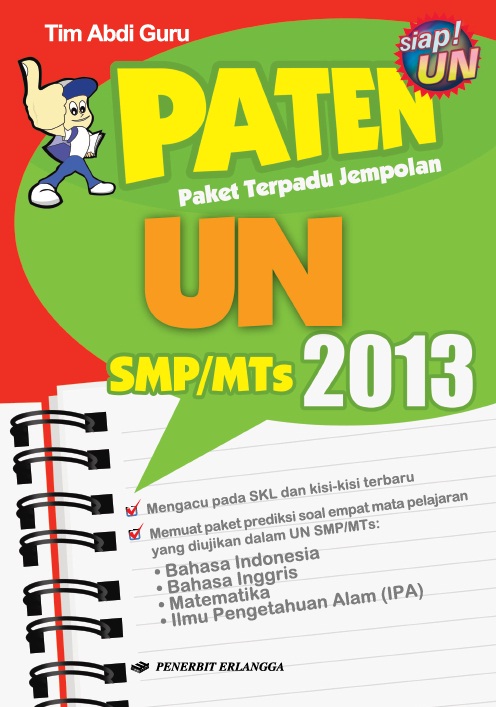 Tim Abdi Guru
siap!
UN
PATEN
Paket Terpadu Jempolan
UN
SMP/MTs 2013
Mengacu pada SKL dan kisi-kisi terbaru
Memuat paket prediksi soal empat mata pelajaran
yang diujikan dalam UN SMP/MTs:
• Bahasa Indonesia
• Bahasa Inggris
• Matematika
• Ilmu Pengetahuan Alam (IPA)
PENERBIT ERLANGGA